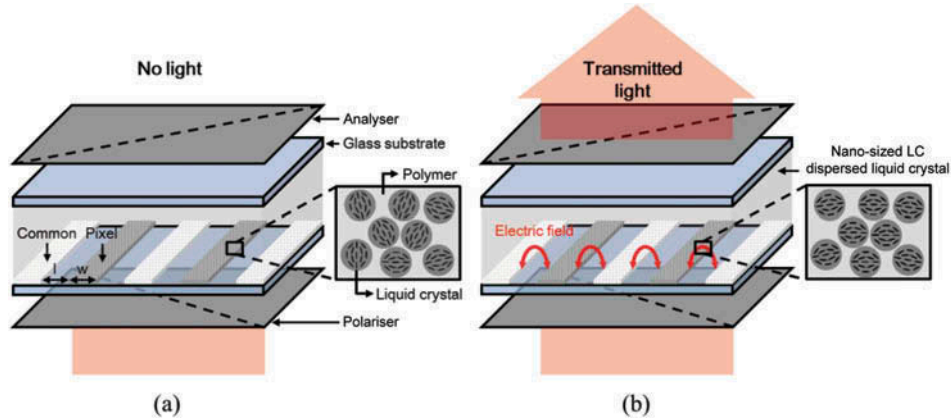 No light
Analyser
Glass substrate
Polymer
Common
Pixel
l
w
Liquid crystal
Polariser
(a)
Transmitted
light
Nano-sized LC
dispersed liquid crystal
Electric field
(b)